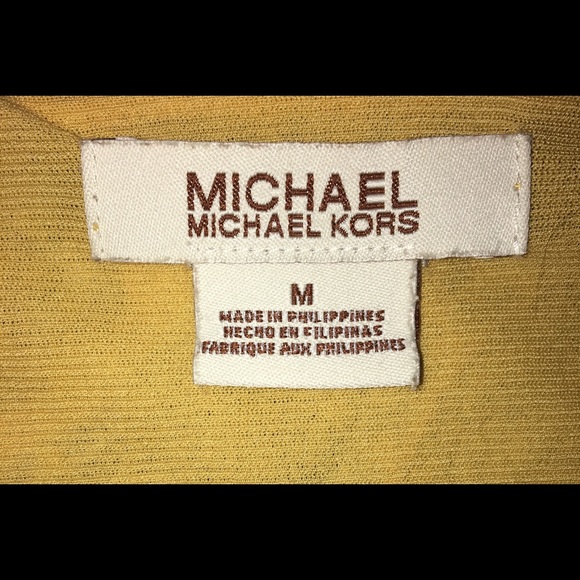 MICHAEL
MICHAEL KORS
M
MADE IN PHILIPPINES
HECHO EN FILIPINAS
FABRIQUE AUX PHILIPPINES